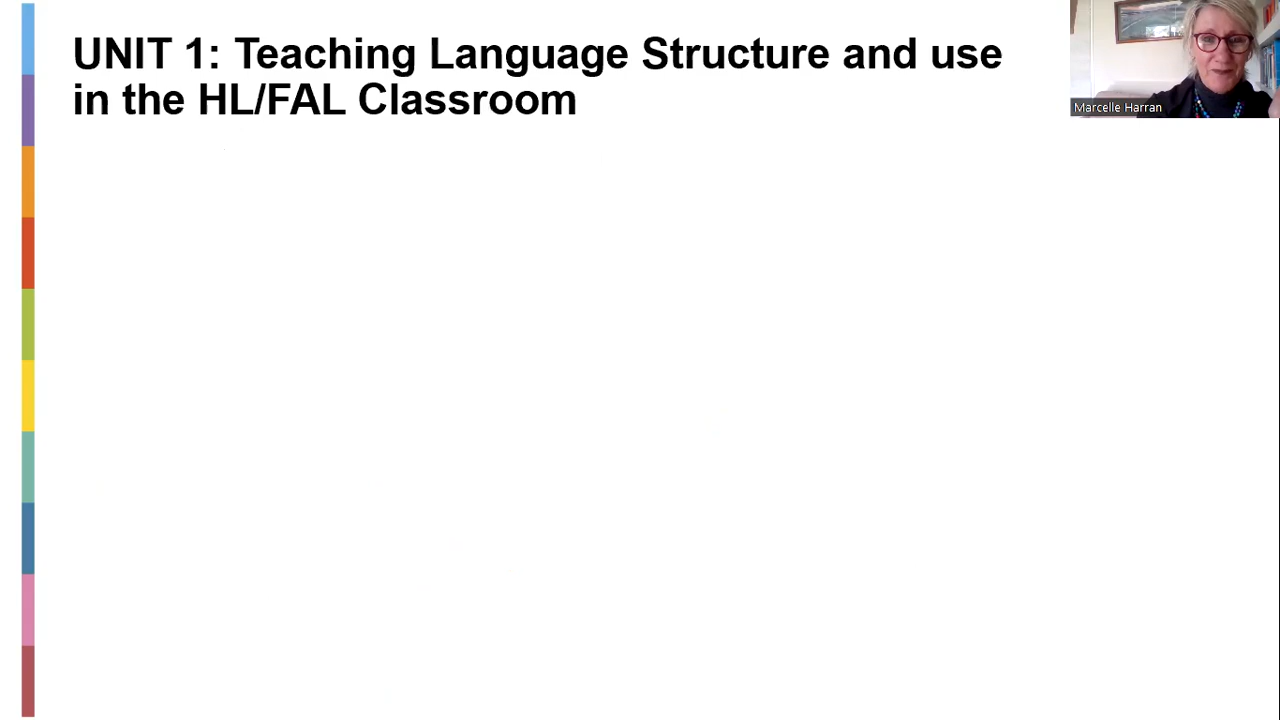 UNIT 1: Teaching Language Structure and use
in the HL/FAL Classroom
Marcelle Harran